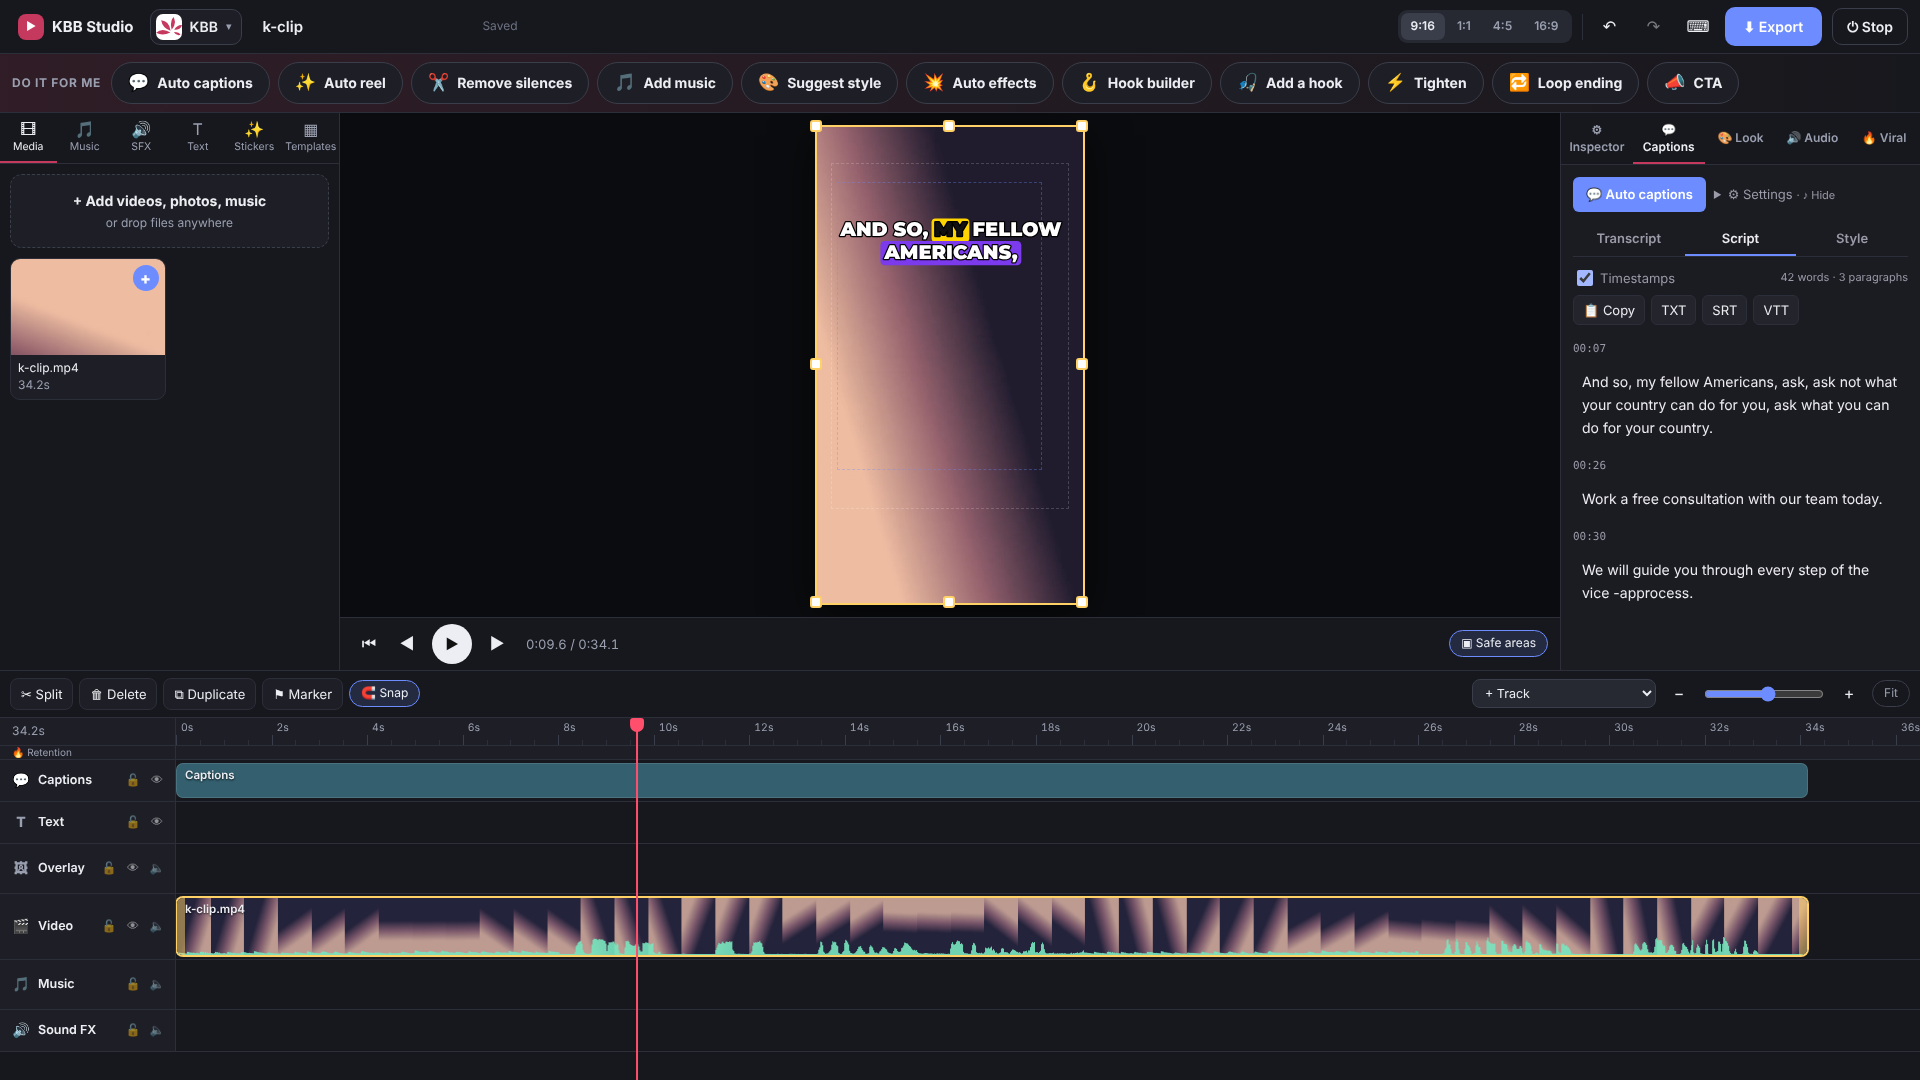 KBB Studio KBB k-clip Saved 9:16 1:1 4:5 16:9 Export Stop
DO IT FOR ME Auto captions Auto reel Remove silences Add music Suggest style Auto effects Hook builder Add a hook Tighten Loop ending CTA
Media Music SFX Text Stickers Templates
+ Add videos, photos, music
or drop files anywhere
k-clip.mp4
34.2s
AND SO, MY FELLOW
AMERICANS,
0:09.6 / 0:34.1 Safe areas
Inspector Captions Look Audio Viral
Auto captions Settings · ♪ Hide
Transcript Script Style
Timestamps 42 words · 3 paragraphs
Copy TXT SRT VTT
00:07
And so, my fellow Americans, ask, ask not what
your country can do for you, ask what you can
do for your country.
00:26
Work a free consultation with our team today.
00:30
We will guide you through every step of the
vice -approcess.
Split Delete Duplicate Marker Snap + Track − + Fit
34.2s 0s 2s 4s 6s 8s 10s 12s 14s 16s 18s 20s 22s 24s 26s 28s 30s 32s 34s 36s
Retention
Captions Captions
Text
Overlay
Video k-clip.mp4
Music
Sound FX